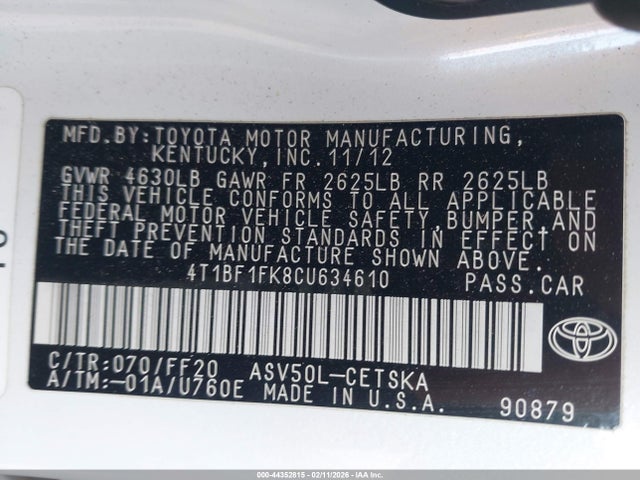 MFD.BY:TOYOTA MOTOR MANUFACTURING,
KENTUCKY,INC.11/12
GVWR 4630LB GAWR FR 2625LB RR 2625LB
THIS VEHICLE CONFORMS TO ALL APPLICABLE
FEDERAL MOTOR VEHICLE SAFETY,BUMPER,AND
THEFT PREVENTION STANDARDS IN EFFECT ON
THE DATE OF MANUFACTURE SHOWN ABOVE.
4T1BF1FK8CU634610 PASS.CAR
C/TR:070/FF20 ASV50L-CETSKA
A/TM:-01A/U760E MADE IN U.S.A.
90879
TOYOTA
000-44352615 - 02/11/2026 - IAA Inc.